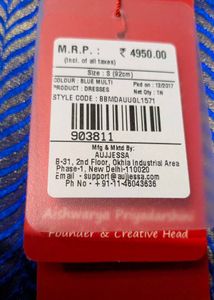 M.R.P. : ₹ 4950.00
(Incl. of all taxes)
Size : S (92cm)
COLOUR : BLUE MULTI Pkd on : 12/2017
PRODUCT : DRESSES Net Qty : 1N
STYLE CODE : 88MDAUUGL1571
903811
Mfg & Mktd By:
AUJJESSA
B-31, 2nd Floor, Okhla Industrial Area
Phase-1, New Delhi-110020
Email - support@aujjessa.com
Ph No - +91-11-46043636
Aishwarya Priyadarshini
Founder & Creative Head